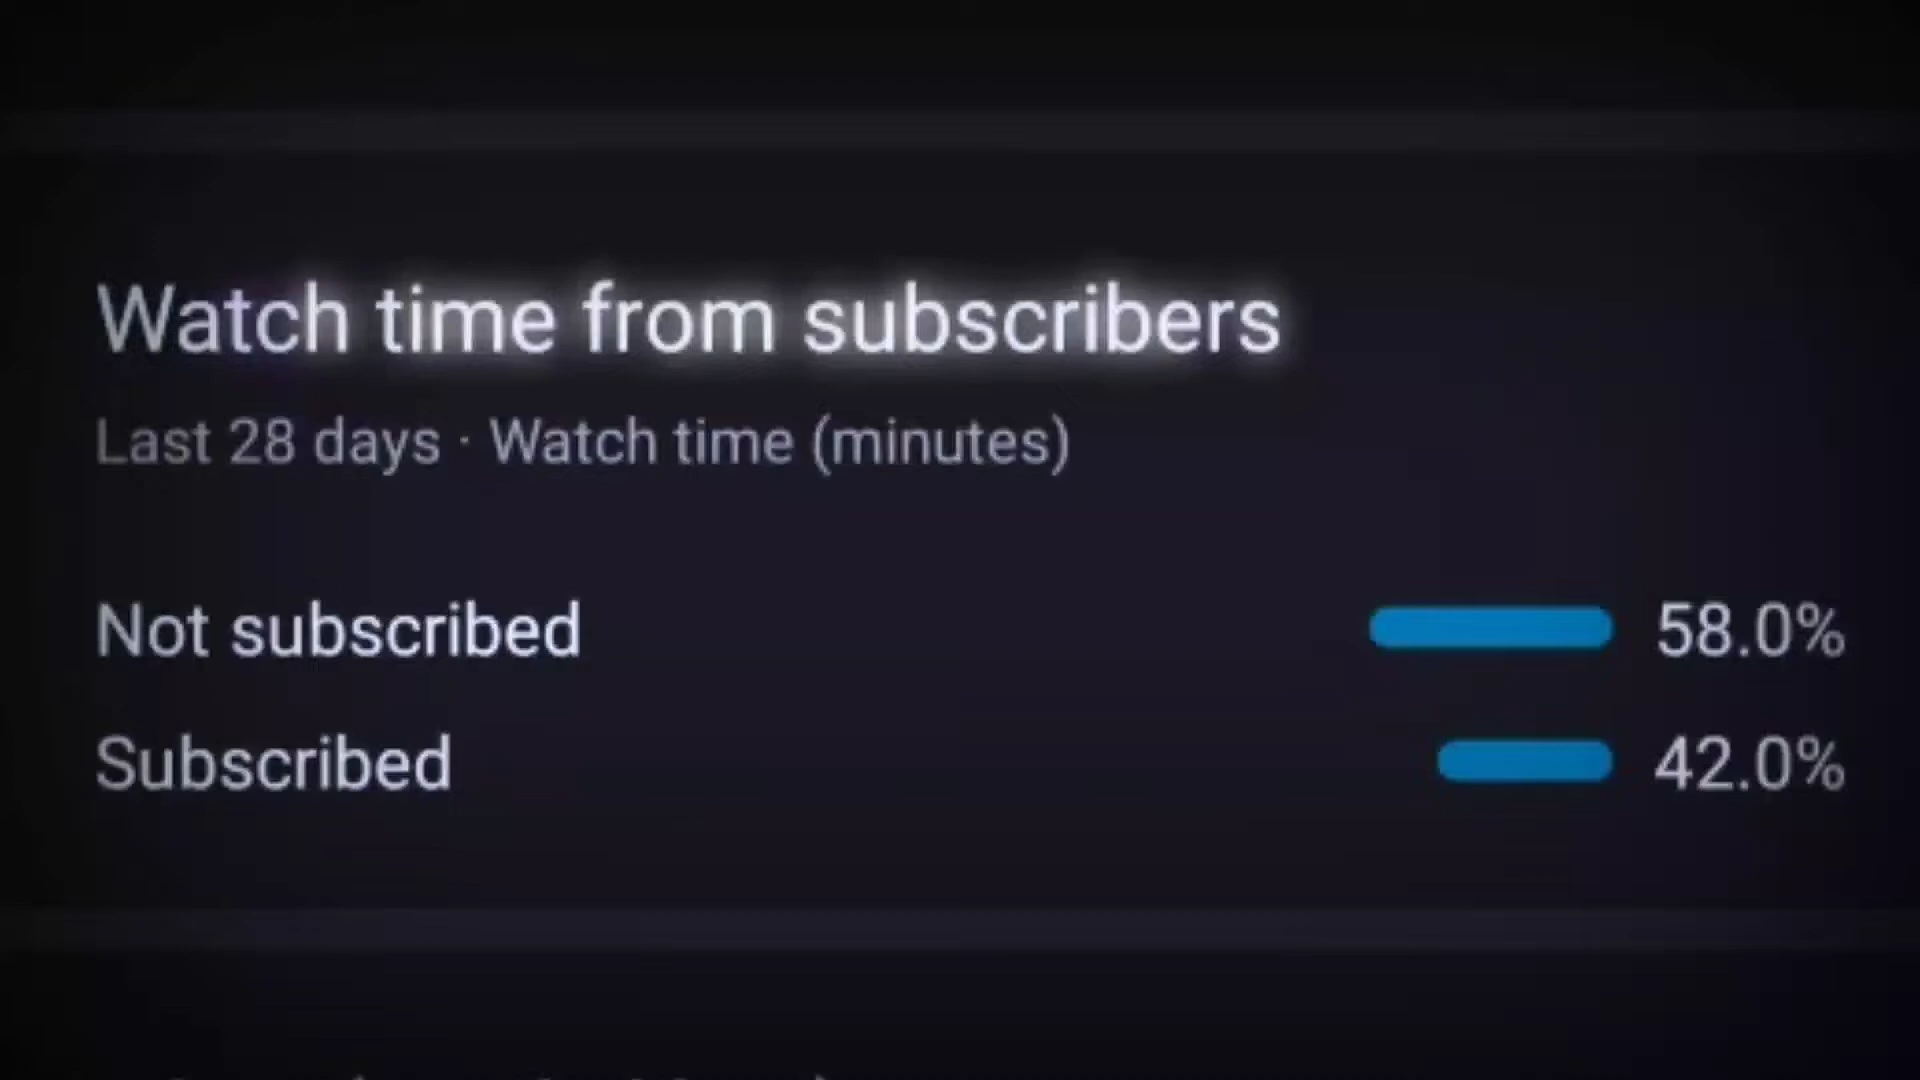 Watch time from subscribers
Last 28 days · Watch time (minutes)
Not subscribed 58.0%
Subscribed 42.0%